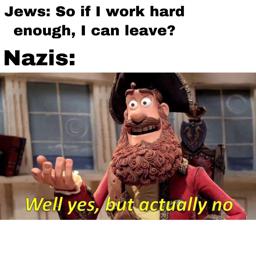 Jews: So if I work hard
enough, I can leave?
Nazis:
Well yes, but actually no